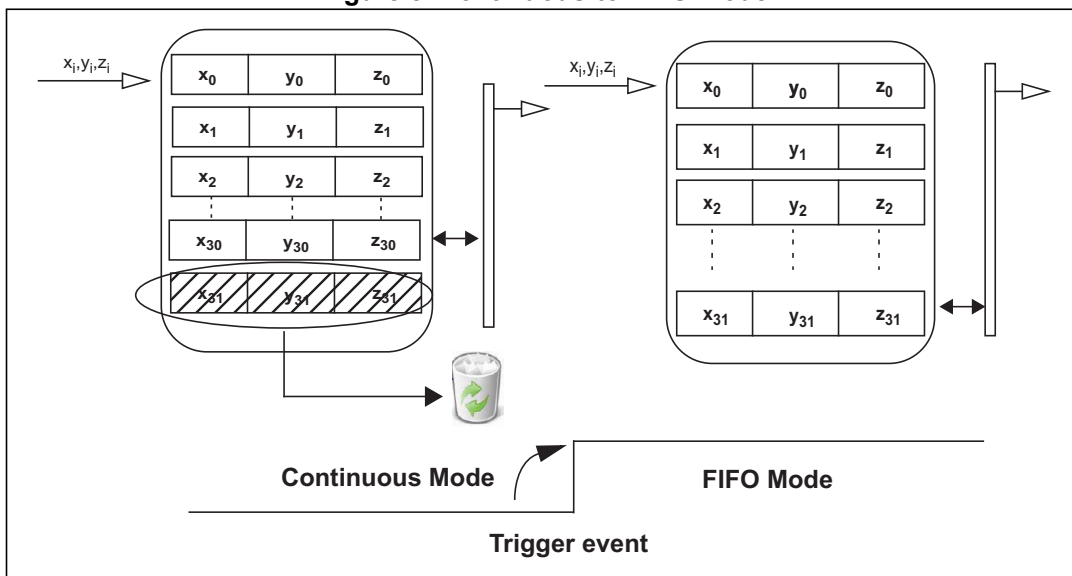 xi,yi,zi
x0 y0 z0
x1 y1 z1
x2 y2 z2
x30 y30 z30
x31 y31 z31
xi,yi,zi
x0 y0 z0
x1 y1 z1
x2 y2 z2
x31 y31 z31
Continuous Mode
FIFO Mode
Trigger event